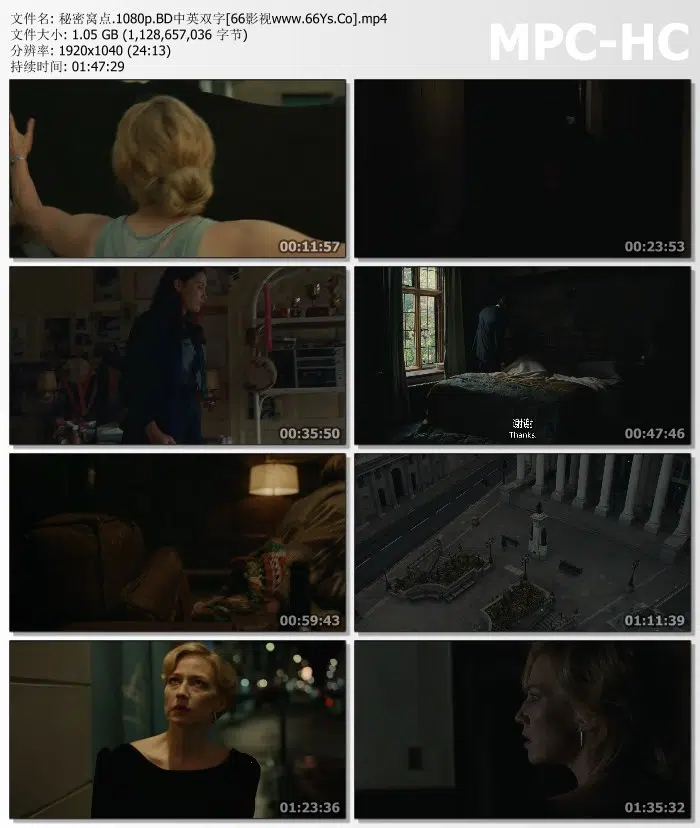 文件名: 秘密窝点.1080p.BD中英双字[66影视www.66Ys.Co].mp4
文件大小: 1.05 GB (1,128,657,036 字节)
分辨率: 1920x1040 (24:13)
持续时间: 01:47:29
MPC-HC
00:11:57
00:23:53
00:35:50
谢谢
Thanks.
00:47:46
00:59:43
01:11:39
01:23:36
01:35:32